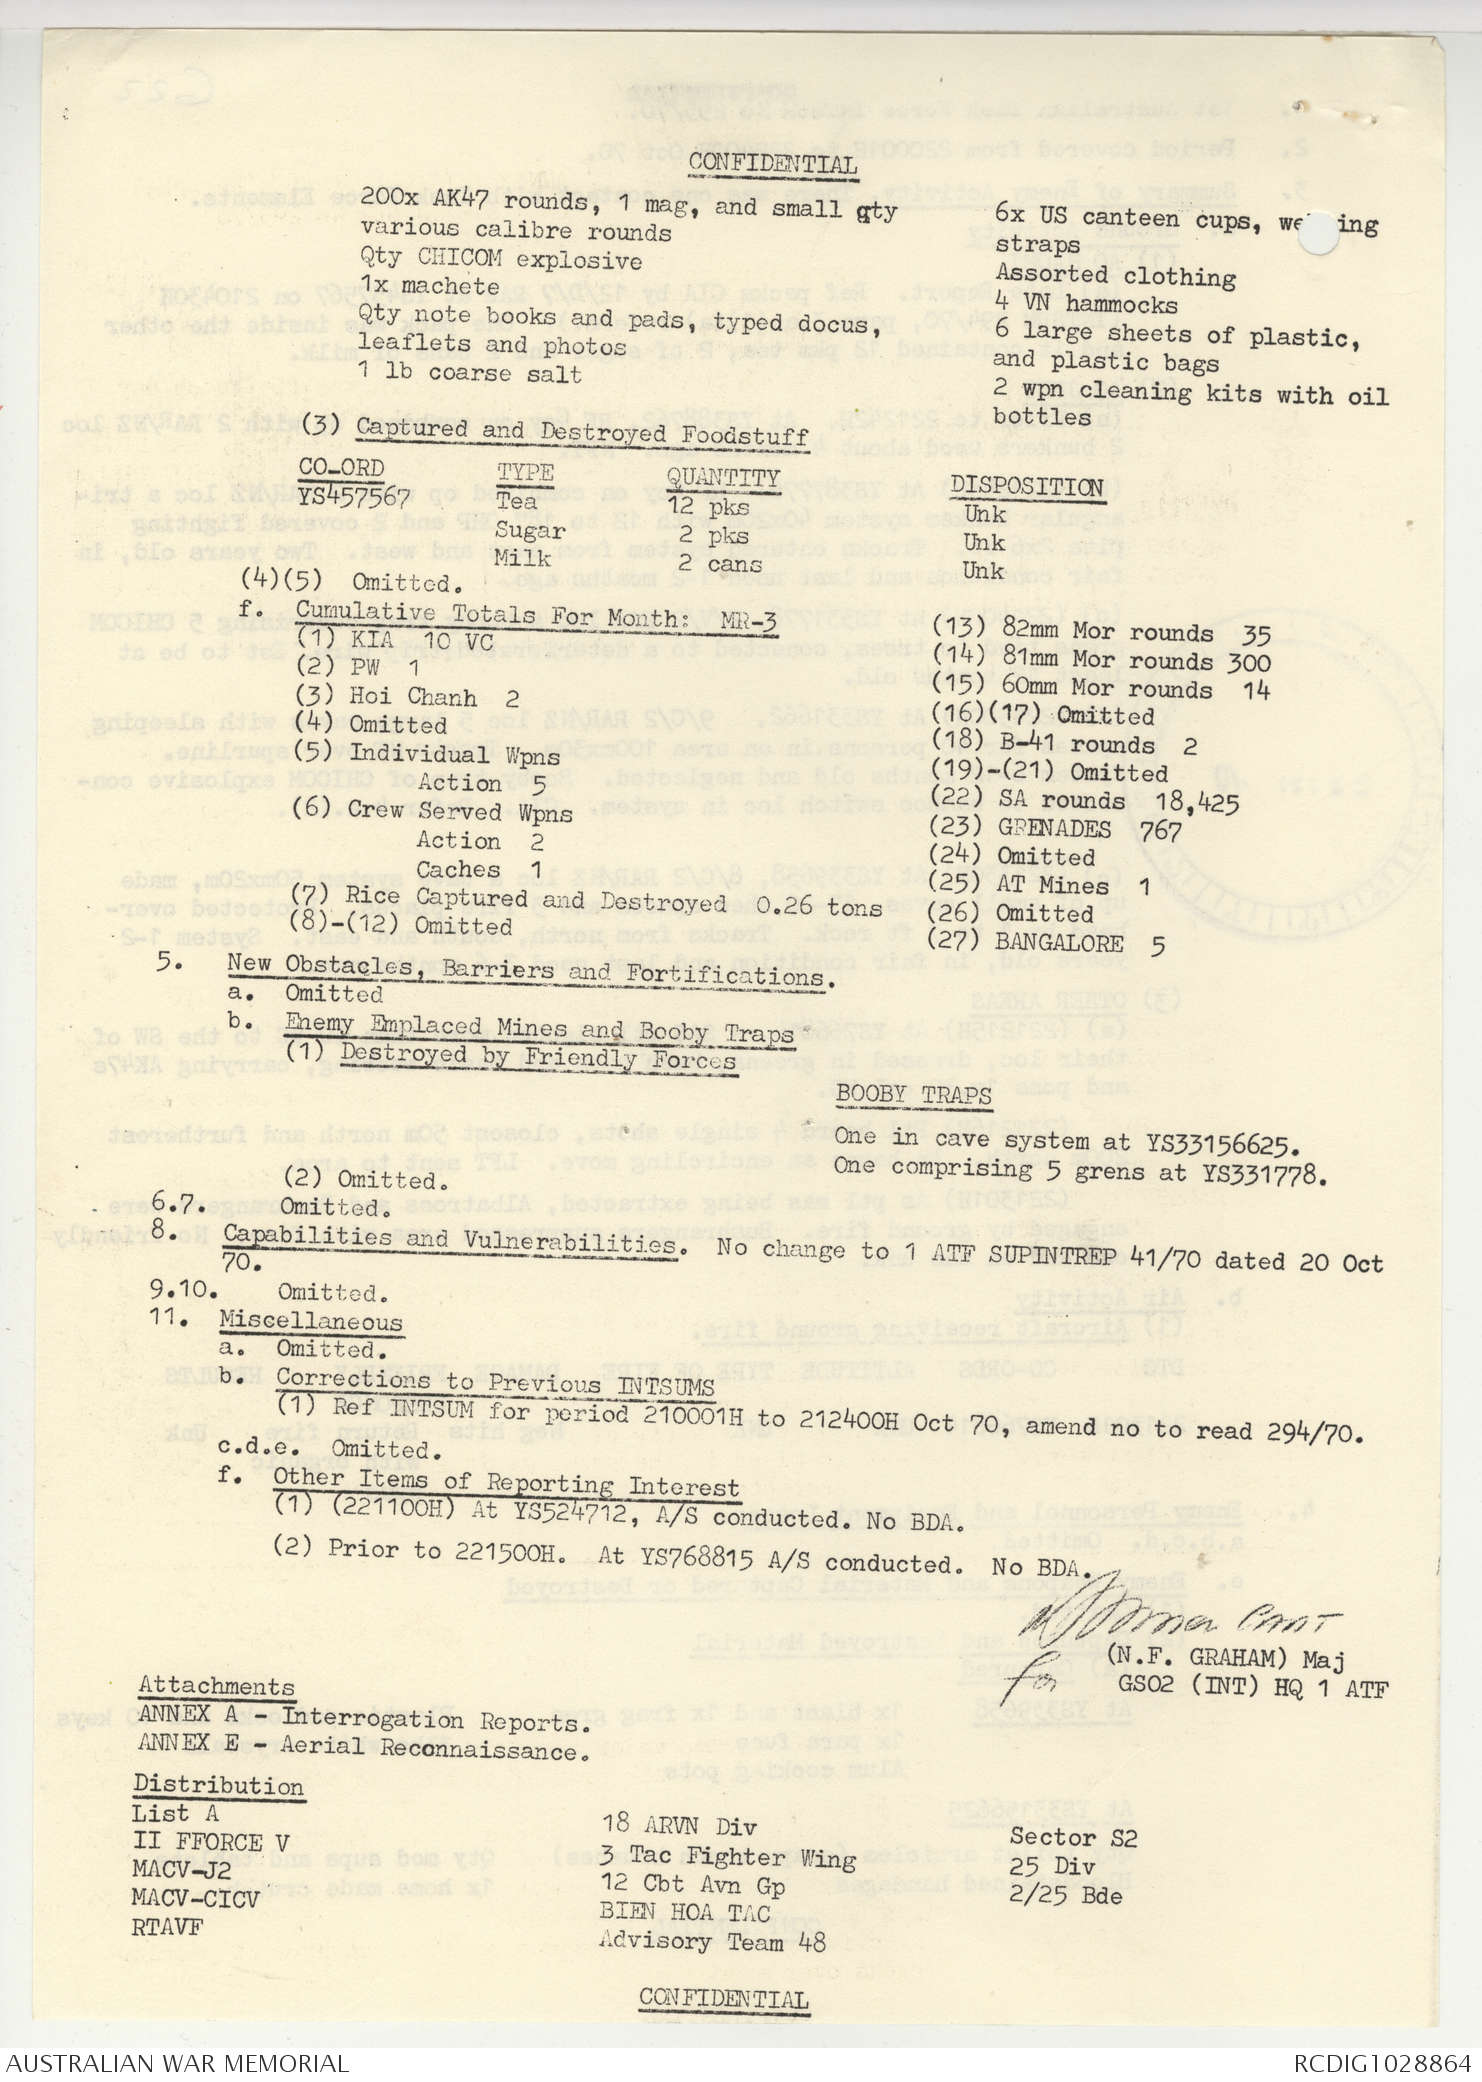 CONFIDENTIAL
200x AK47 rounds, 1 mag, and small qty
various calibre rounds
Qty CHICOM explosive
1x machete
Qty note books and pads, typed docus,
leaflets and photos
1 lb coarse salt
6x US canteen cups, we ing
straps
Assorted clothing
4 VN hammocks
6 large sheets of plastic,
and plastic bags
2 wpn cleaning kits with oil
bottles
(3) Captured and Destroyed Foodstuff
CO-ORD TYPE QUANTITY DISPOSITION
YS457567 Tea 12 pks Unk
Sugar 2 pks Unk
Milk 2 cans Unk
(4)(5) Omitted.
f. Cumulative Totals For Month: MR-3
(1) KIA 10 VC
(2) PW 1
(3) Hoi Chanh 2
(4) Omitted
(5) Individual Wpns
Action 5
(6) Crew Served Wpns
Action 2
Caches 1
(7) Rice Captured and Destroyed 0.26 tons
(8)-(12) Omitted
(13) 82mm Mor rounds 35
(14) 81mm Mor rounds 300
(15) 60mm Mor rounds 14
(16)(17) Omitted
(18) B-41 rounds 2
(19)-(21) Omitted
(22) SA rounds 18,425
(23) GRENADES 767
(24) Omitted
(25) AT Mines 1
(26) Omitted
(27) BANGALORE 5
5. New Obstacles, Barriers and Fortifications.
a. Omitted
b. Enemy Emplaced Mines and Booby Traps
(1) Destroyed by Friendly Forces
BOOBY TRAPS
One in cave system at YS33156625.
One comprising 5 grens at YS331778.
(2) Omitted.
6.7. Omitted.
8. Capabilities and Vulnerabilities. No change to 1 ATF SUPINTREP 41/70 dated 20 Oct
70.
9.10. Omitted.
11. Miscellaneous
a. Omitted.
b. Corrections to Previous INTSUMS
(1) Ref INTSUM for period 210001H to 212400H Oct 70, amend no to read 294/70.
c.d.e. Omitted.
f. Other Items of Reporting Interest
(1) (221100H) At YS524712, A/S conducted. No BDA.
(2) Prior to 221500H. At YS768815 A/S conducted. No BDA.
for
(N.F. GRAHAM) Maj
GSO2 (INT) HQ 1 ATF
Attachments
ANNEX A - Interrogation Reports.
ANNEX E - Aerial Reconnaissance.
Distribution
List A
II FFORCE V
MACV-J2
MACV-CICV
RTAVF
18 ARVN Div
3 Tac Fighter Wing
12 Cbt Avn Gp
BIEN HOA TAC
Advisory Team 48
Sector S2
25 Div
2/25 Bde
CONFIDENTIAL
AUSTRALIAN WAR MEMORIAL
RCDIG1028864